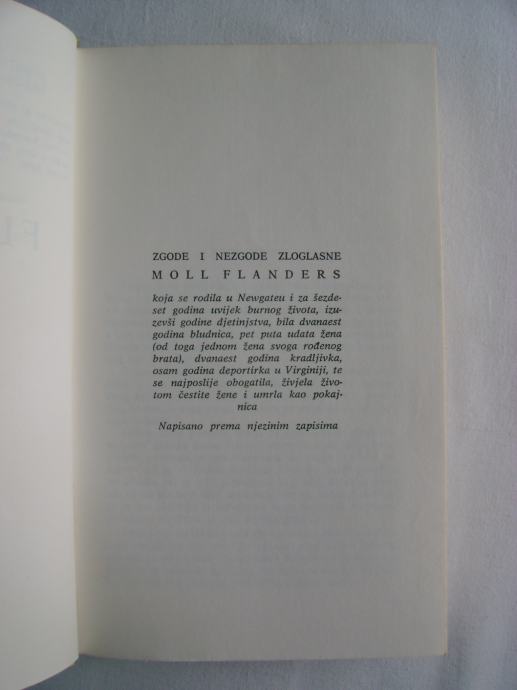 ZGODE I NEZGODE ZLOGLASNE
MOLL FLANDERS
koja se rodila u Newgateu i za šezde-
set godina uvijek burnog života, izu-
zevši godine djetinjstva, bila dvanaest
godina bludnica, pet puta udata žena
(od toga jednom žena svoga rođenog
brata), dvanaest godina kradljivka,
osam godina deportirka u Virginiji, te
se najposlije obogatila, živjela živo-
tom čestite žene i umrla kao pokaj-
nica
Napisano prema njezinim zapisima